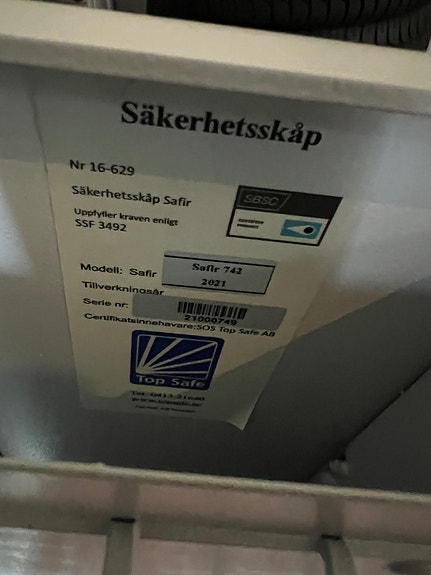 Säkerhetsskåp
Nr 16-629
Säkerhetsskåp Safir
SBSC
Uppfyller kraven enligt
SSF 3492
Modell: Safir
Safir 742
Tillverkningsår
2021
Serie nr:
21000749
Certifikatsinnehavare:SOS Top Safe AB
Top Safe